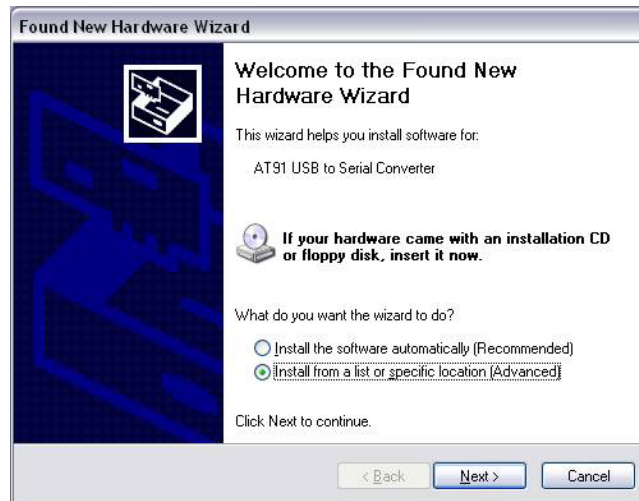 Found New Hardware Wizard
Welcome to the Found New
Hardware Wizard
This wizard helps you install software for:
AT91 USB to Serial Converter
If your hardware came with an installation CD
or floppy disk, insert it now.
What do you want the wizard to do?
Install the software automatically (Recommended)
Install from a list or specific location (Advanced)
Click Next to continue.
< Back
Next >
Cancel